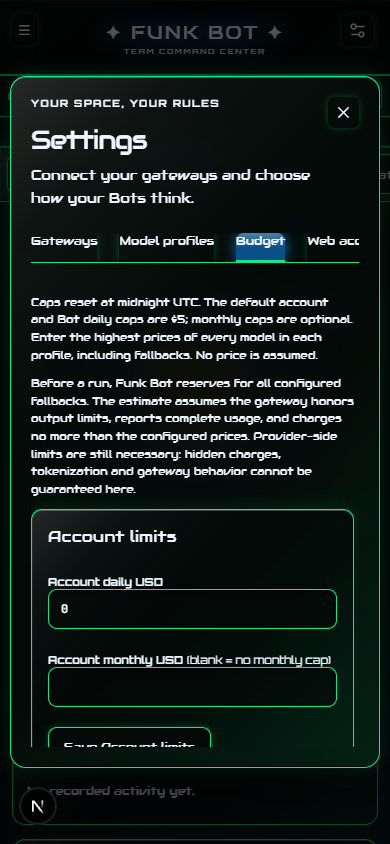 ✦ FUNK BOT ✦
TEAM COMMAND CENTER
YOUR SPACE, YOUR RULES
Settings
Connect your gateways and choose
how your Bots think.
Gateways Model profiles Budget Web acc
Caps reset at midnight UTC. The default account
and Bot daily caps are $5; monthly caps are optional.
Enter the highest prices of every model in each
profile, including fallbacks. No price is assumed.
Before a run, Funk Bot reserves for all configured
fallbacks. The estimate assumes the gateway honors
output limits, reports complete usage, and charges
no more than the configured prices. Provider-side
limits are still necessary: hidden charges,
tokenization and gateway behavior cannot be
guaranteed here.
Account limits
Account daily USD
0
Account monthly USD (blank = no monthly cap)
Save Account limits
recorded activity yet.
N